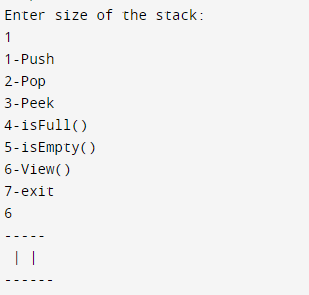 Enter size of the stack:
1
1-Push
2-Pop
3-Peek
4-isFull()
5-isEmpty()
6-View()
7-exit
6
-----
 | |
------